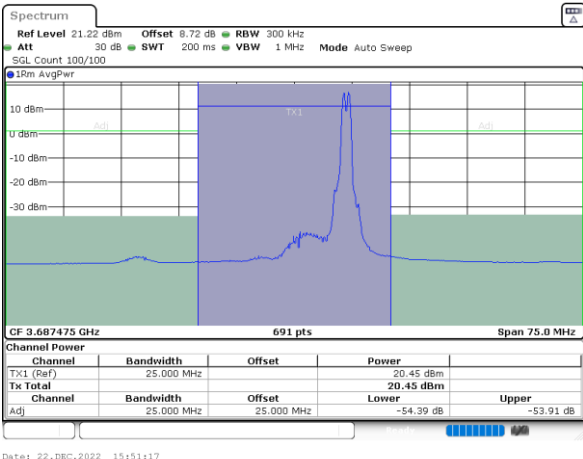 Spectrum
Ref Level 21.22 dBm Offset 8.72 dB RBW 300 kHz
Att 30 dB SWT 200 ms VBW 1 MHz Mode Auto Sweep
SGL Count 100/100
1Rm AvgPwr
10 dBm
TX1
Adj
Adj
0 dBm
-10 dBm
-20 dBm
-30 dBm
CF 3.687475 GHz 691 pts Span 75.0 MHz
Channel Power
Channel Bandwidth Offset Power
TX1 (Ref) 25.000 MHz 20.45 dBm
Tx Total 20.45 dBm
Channel Bandwidth Offset Lower Upper
Adj 25.000 MHz 25.000 MHz -54.39 dB -53.91 dB
Date: 22.DEC.2022 15:51:17